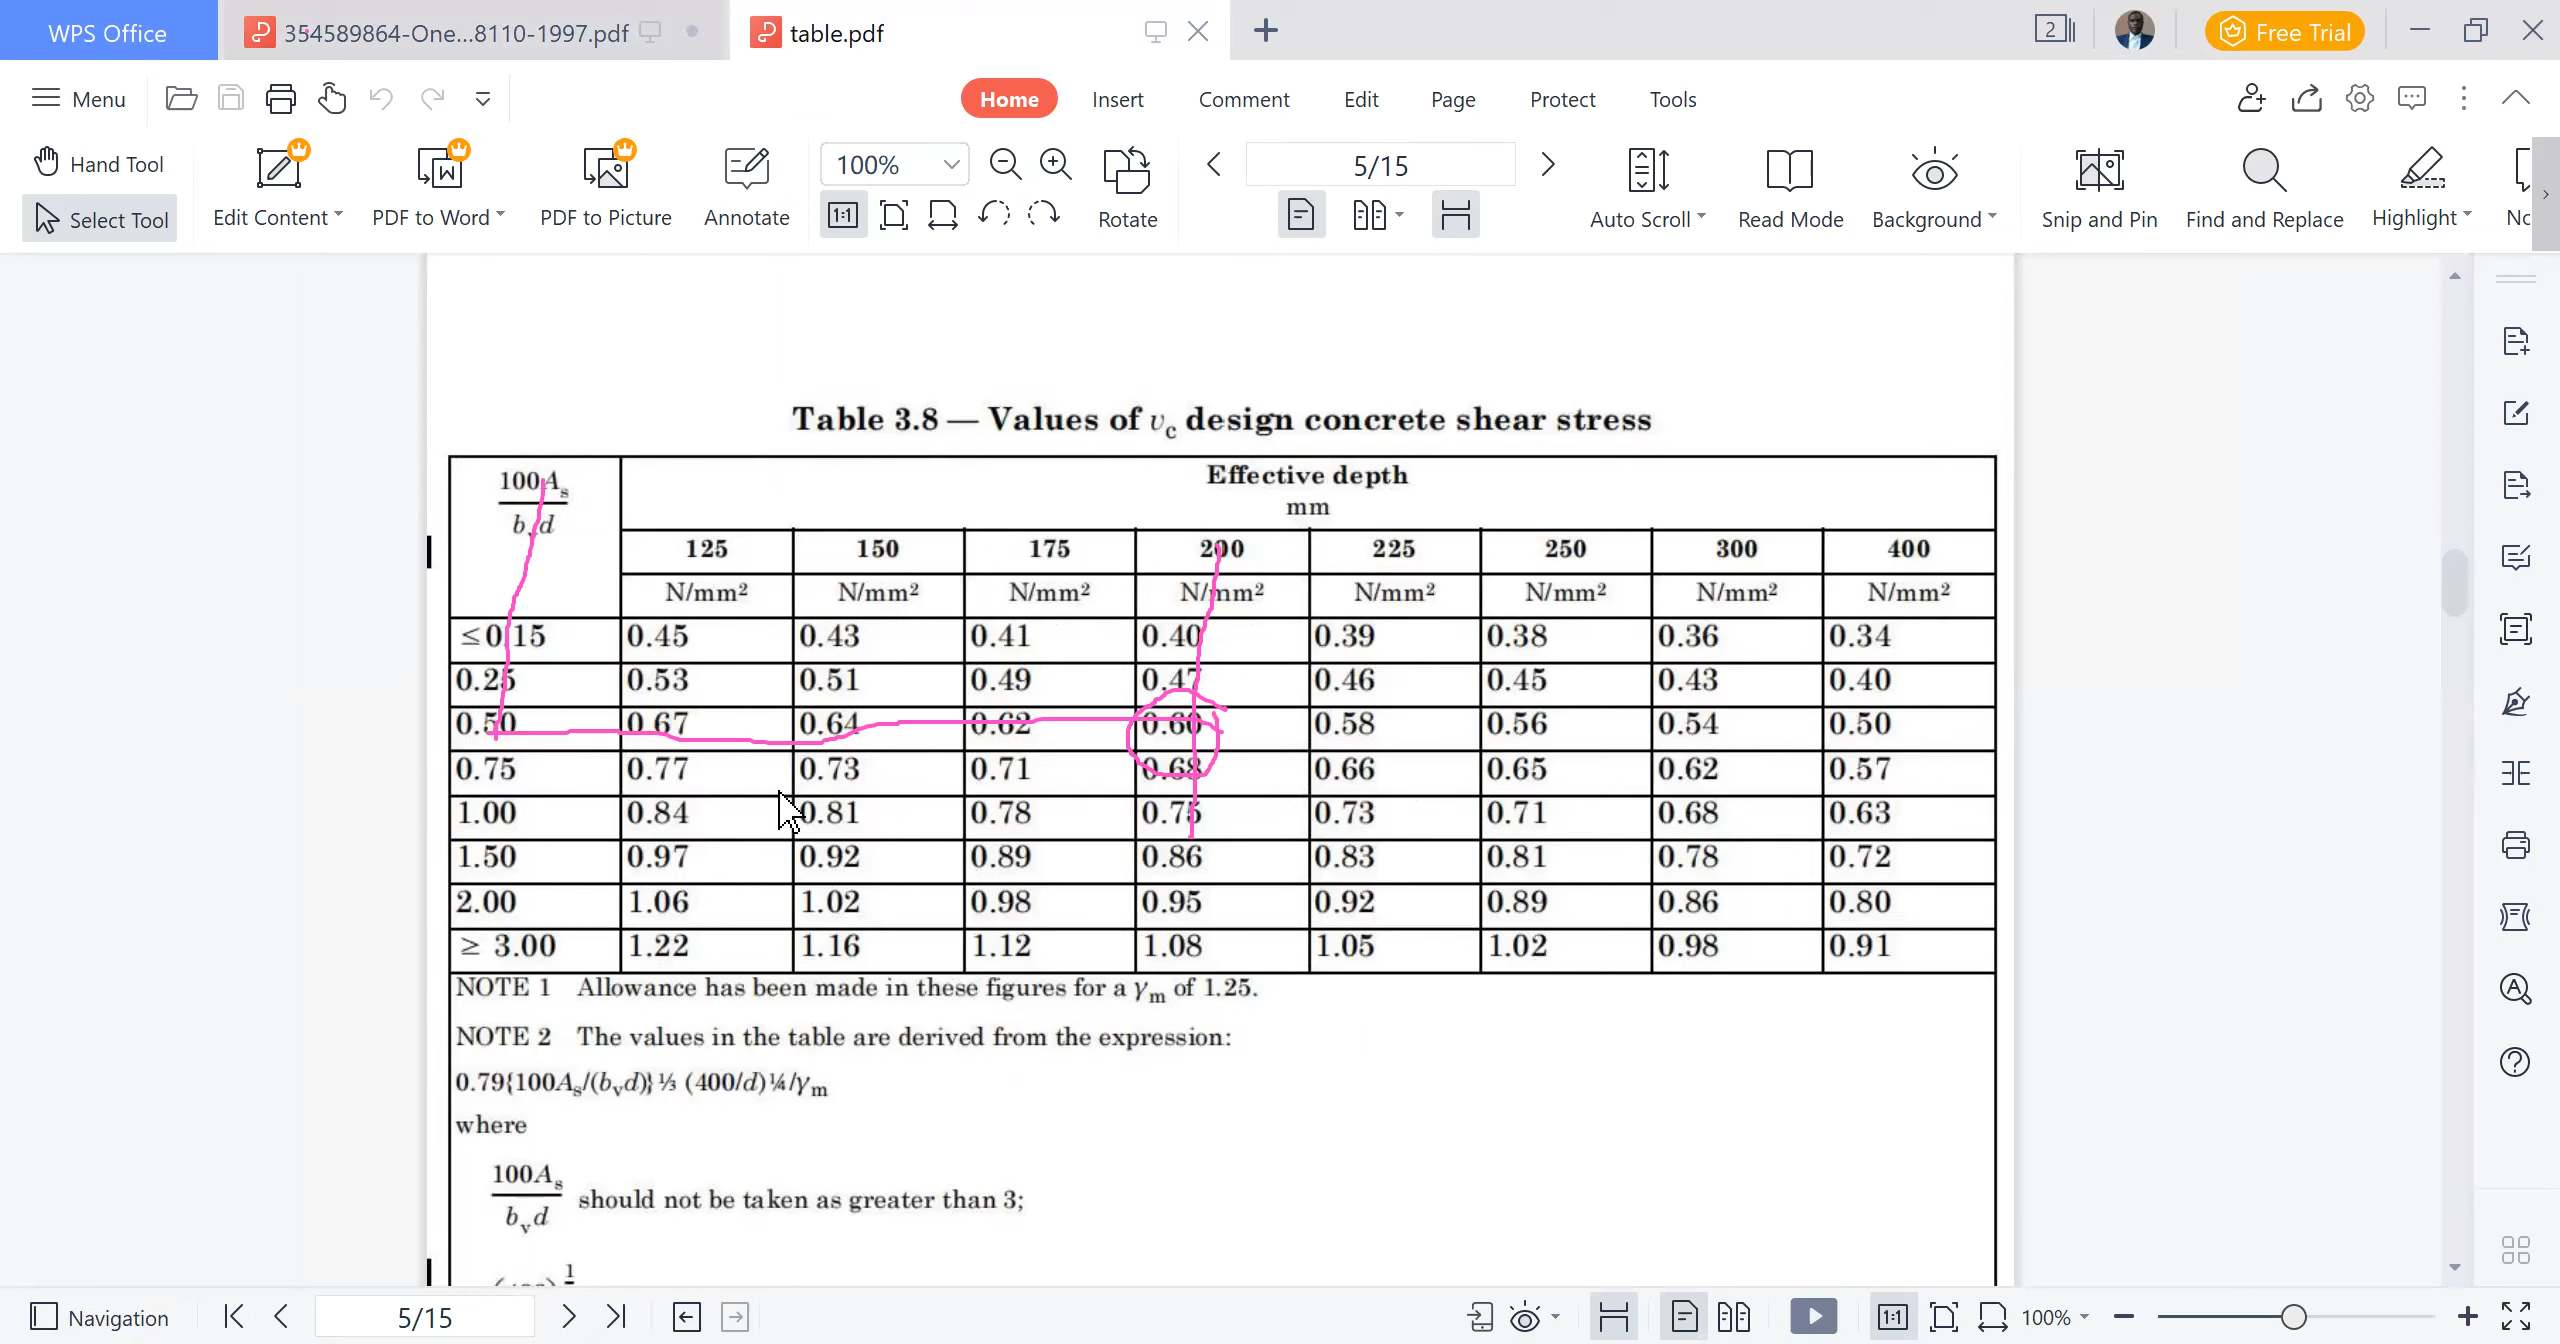 WPS Office
354589864-One...8110-1997.pdf
table.pdf
2
Free Trial
Menu
Home
Insert
Comment
Edit
Page
Protect
Tools
Hand Tool
Select Tool
Edit Content
PDF to Word
PDF to Picture
Annotate
100%
1:1
Rotate
5/15
Auto Scroll
Read Mode
Background
Snip and Pin
Find and Replace
Highlight
Table 3.8 — Values of vc design concrete shear stress
100As
bvd
Effective depth
mm
125 150 175 200 225 250 300 400
N/mm² N/mm² N/mm² N/mm² N/mm² N/mm² N/mm² N/mm²
≤0.15 0.45 0.43 0.41 0.40 0.39 0.38 0.36 0.34
0.25 0.53 0.51 0.49 0.47 0.46 0.45 0.43 0.40
0.50 0.67 0.64 0.62 0.60 0.58 0.56 0.54 0.50
0.75 0.77 0.73 0.71 0.68 0.66 0.65 0.62 0.57
1.00 0.84 0.81 0.78 0.75 0.73 0.71 0.68 0.63
1.50 0.97 0.92 0.89 0.86 0.83 0.81 0.78 0.72
2.00 1.06 1.02 0.98 0.95 0.92 0.89 0.86 0.80
≥ 3.00 1.22 1.16 1.12 1.08 1.05 1.02 0.98 0.91
NOTE 1 Allowance has been made in these figures for a γm of 1.25.
NOTE 2 The values in the table are derived from the expression:
0.79{100As/(bvd)}⅓ (400/d)¼/γm
where
100As
bvd
should not be taken as greater than 3;
1
Navigation
5/15
1:1
100%